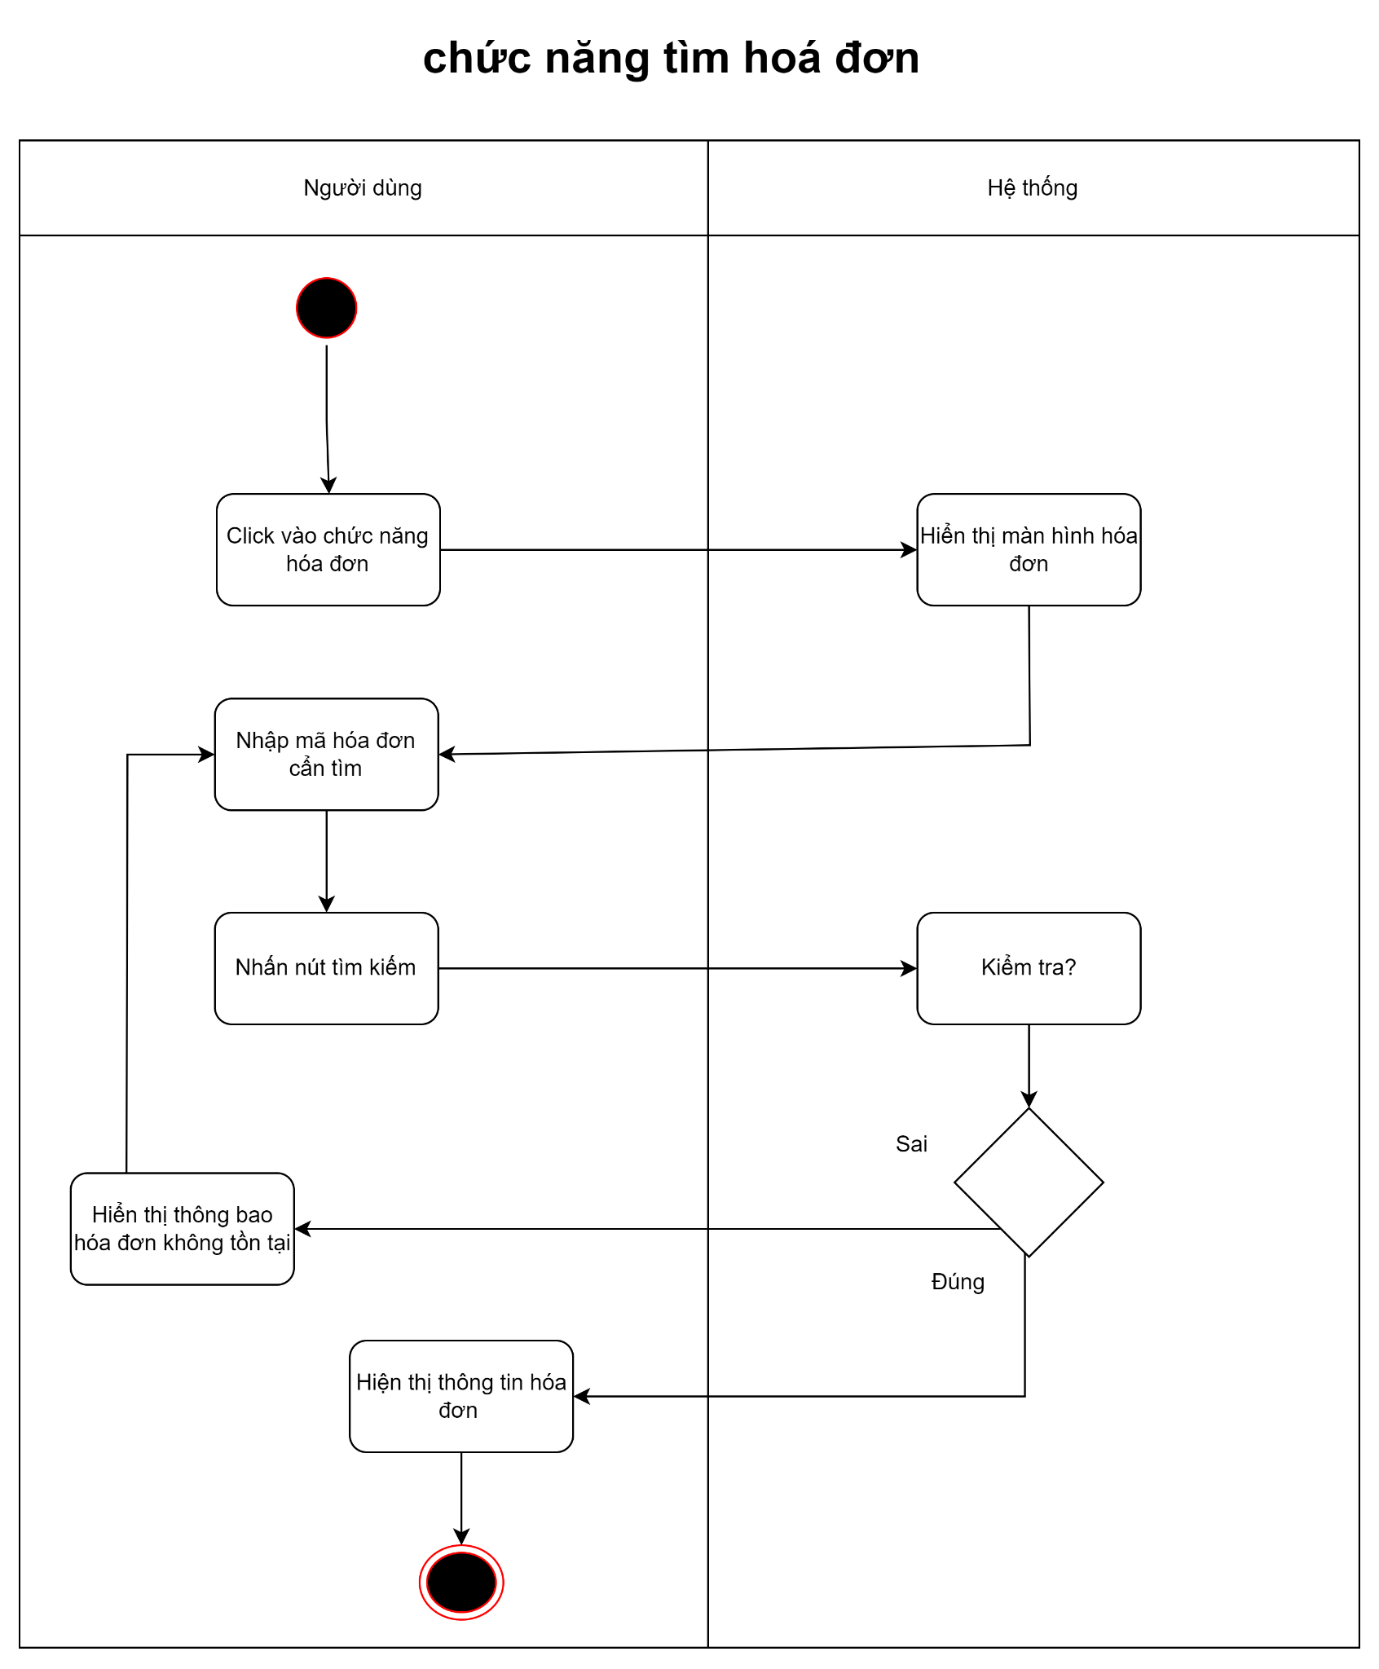 chức năng tìm hoá đơn
Người dùng
Hệ thống
Click vào chức năng
hóa đơn
Hiển thị màn hình hóa
đơn
Nhập mã hóa đơn
cần tìm
Nhấn nút tìm kiếm
Kiểm tra?
Sai
Hiển thị thông bao
hóa đơn không tồn tại
Đúng
Hiện thị thông tin hóa
đơn